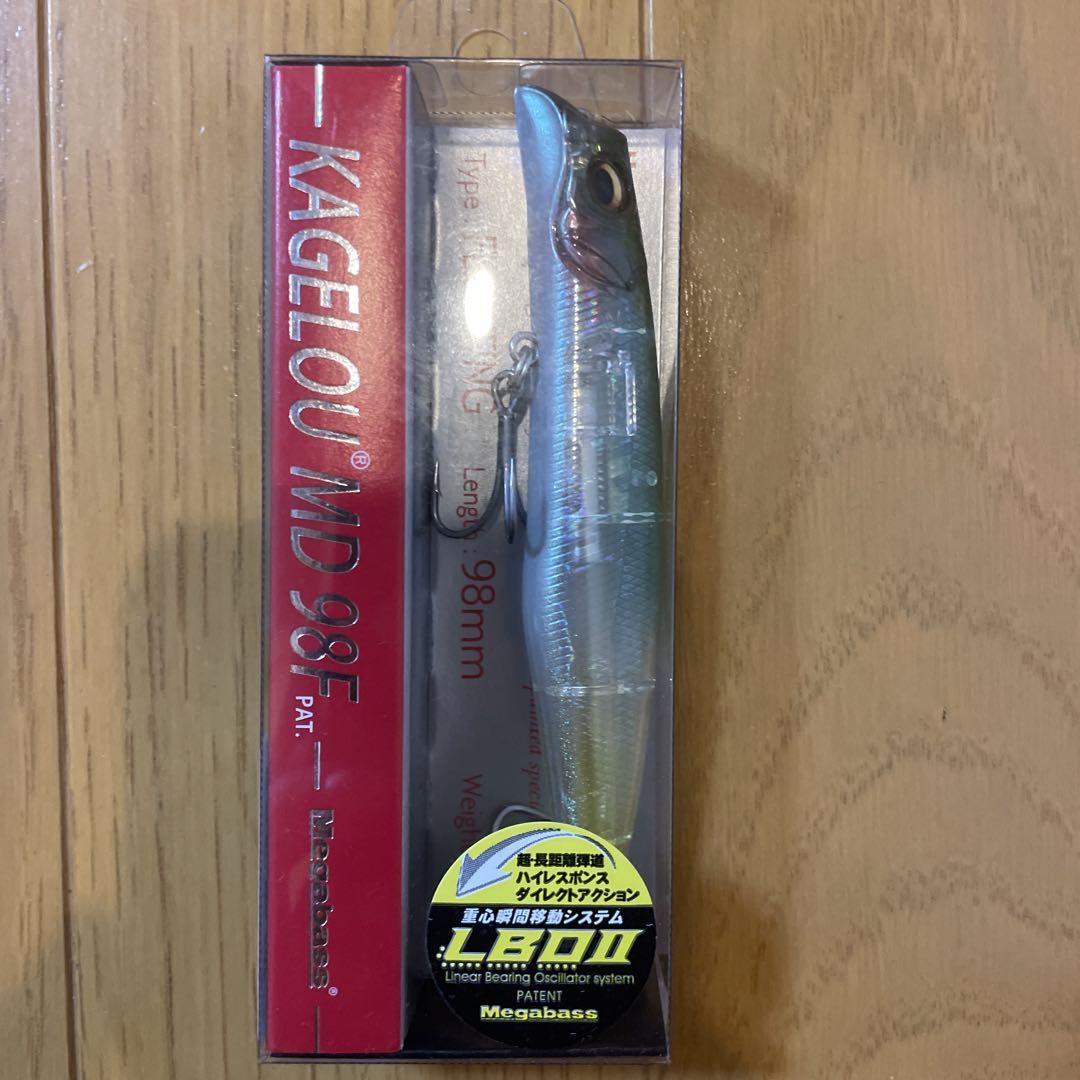 KAGELOU® MD 98F PAT.
Megabass®
Type:
Length: 98mm
Weight
超・長距離弾道
ハイレスポンス
ダイレクトアクション
重心瞬間移動システム
LBOII
Linear Bearing Oscillator system
PATENT
Megabass